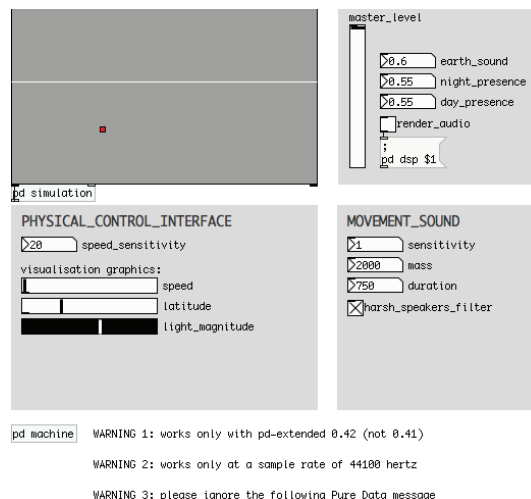 master_level
0.6 earth_sound
0.55 night_presence
0.55 day_presence
render_audio
;
pd dsp $1
pd simulation
PHYSICAL_CONTROL_INTERFACE
20 speed_sensitivity
visualisation graphics:
speed
latitude
light_magnitude
MOVEMENT_SOUND
1 sensitivity
2000 mass
750 duration
harsh_speakers_filter
pd machine WARNING 1: works only with pd-extended 0.42 (not 0.41)
WARNING 2: works only at a sample rate of 44100 hertz
WARNING 3: please ignore the following Pure Data message